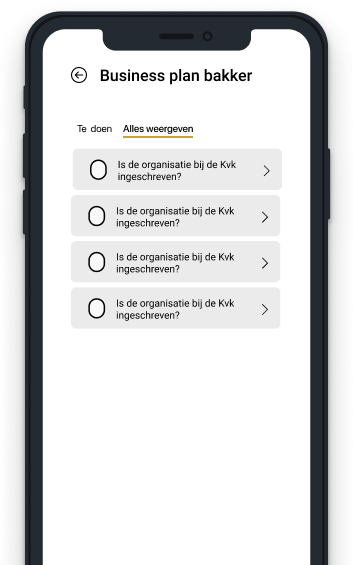 Business plan bakker
Te doen Alles weergeven
Is de organisatie bij de Kvk
ingeschreven?
Is de organisatie bij de Kvk
ingeschreven?
Is de organisatie bij de Kvk
ingeschreven?
Is de organisatie bij de Kvk
ingeschreven?